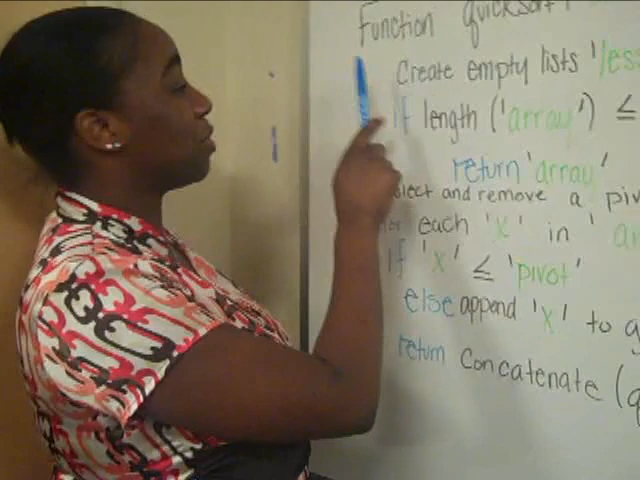 Function quicksort
Create empty lists 'less
if length ('array') ≤
return 'array'
select and remove a piv
for each 'x' in 'ar
if 'x' ≤ 'pivot'
else append 'x' to g
return concatenate (q